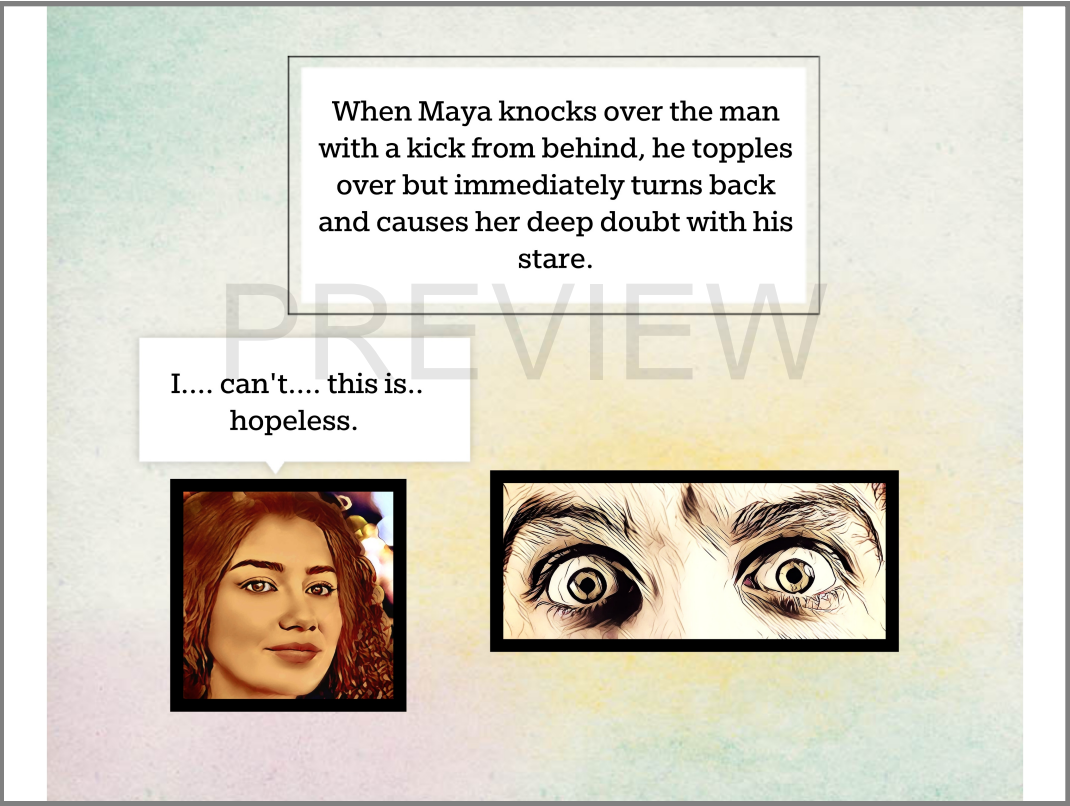 When Maya knocks over the man
with a kick from behind, he topples
over but immediately turns back
and causes her deep doubt with his
stare.
PREVIEW
I.... can't.... this is..
hopeless.